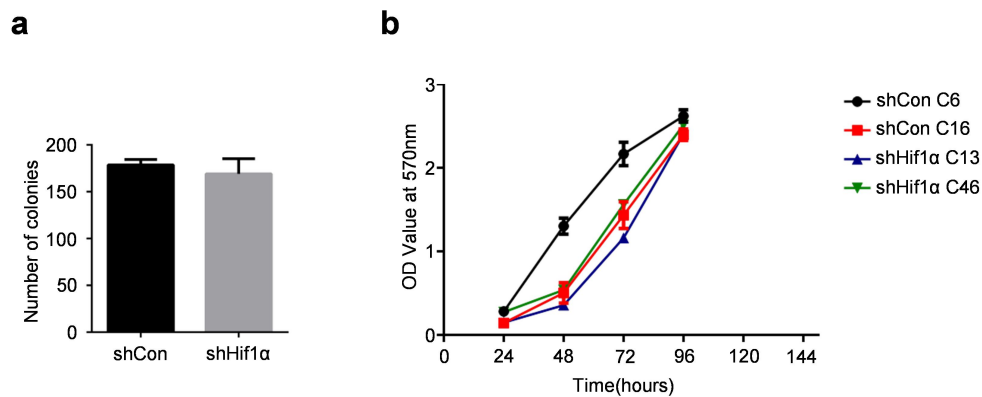 a
Number of colonies
200
150
100
50
0
shCon
shHif1α
b
OD Value at 570nm
3
2
1
0
0 24 48 72 96 120 144
Time(hours)
shCon C6
shCon C16
shHif1α C13
shHif1α C46